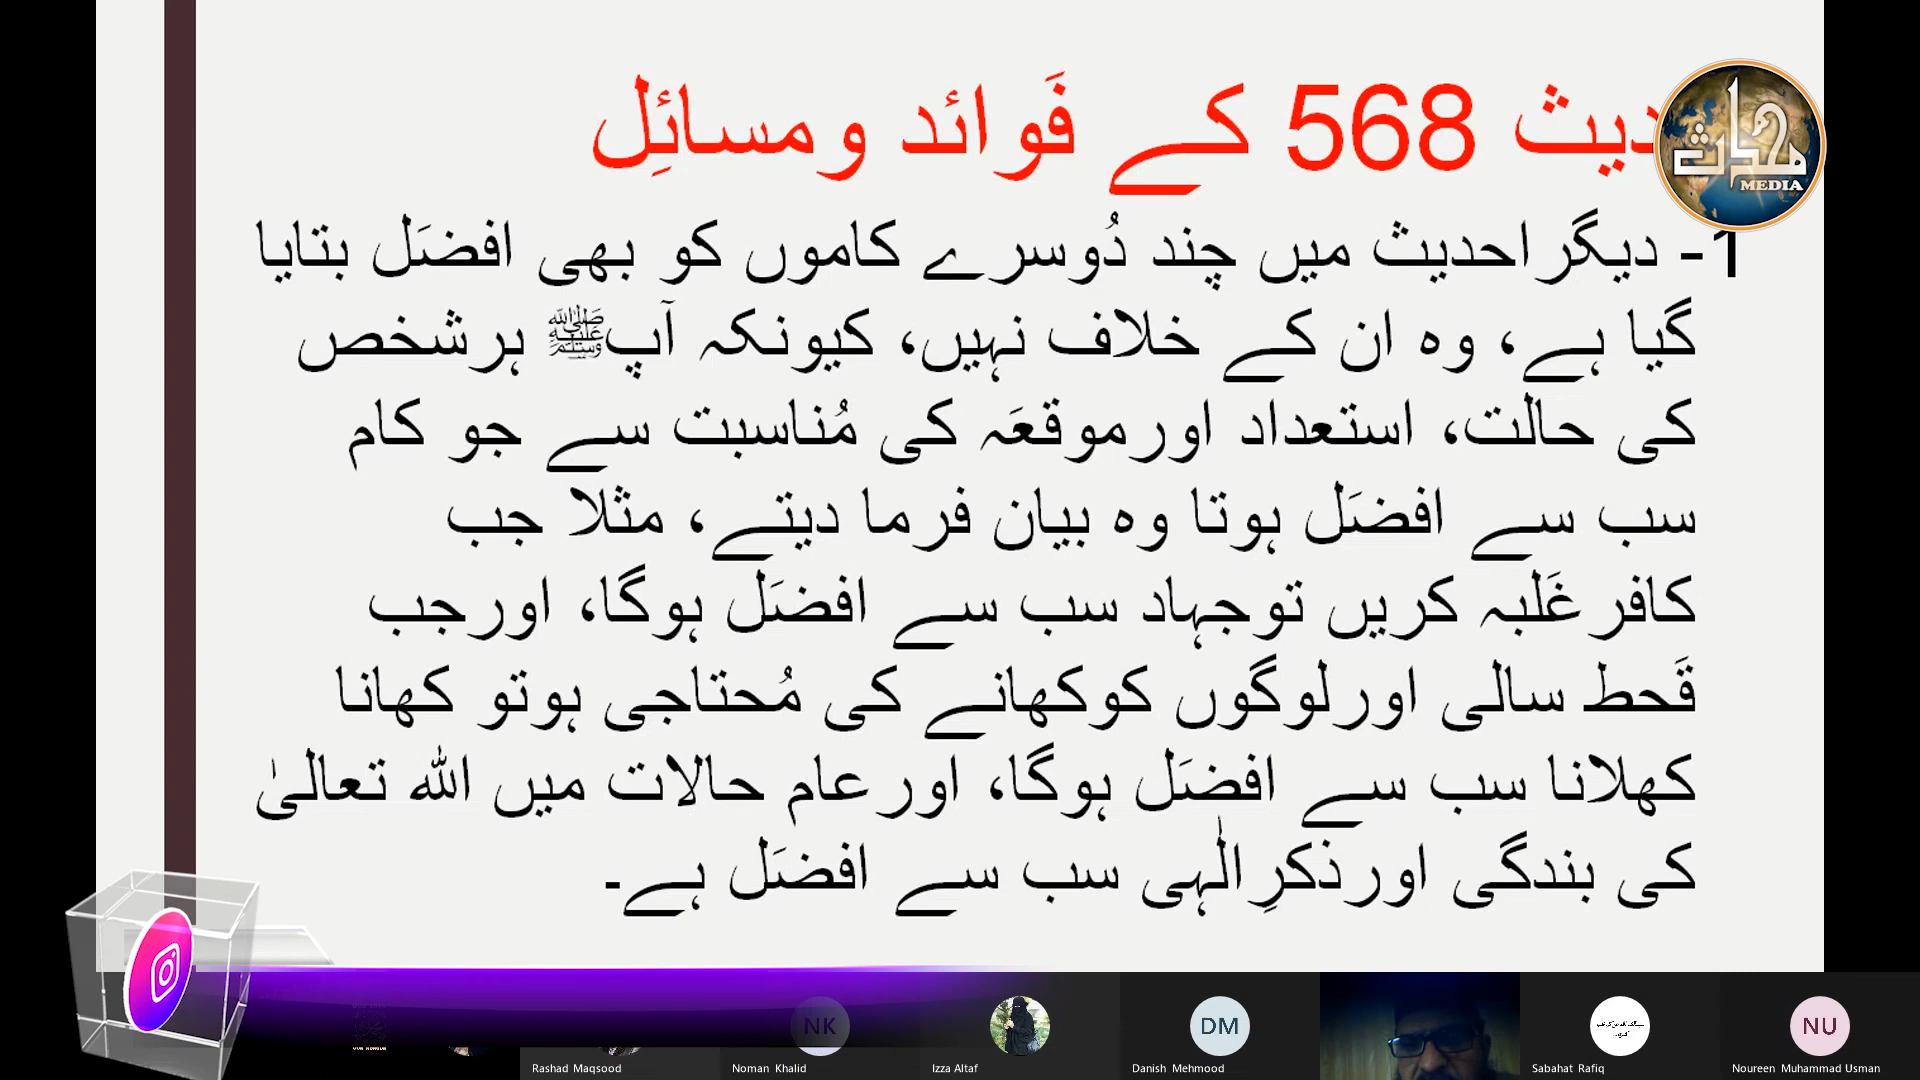 دیث 568 کے فَوائد ومسائِل
1- دیگراحدیث میں چند دُوسرے کاموں کو بھی افضَل بتایا
گیا ہے، وہ ان کے خلاف نہیں، کیونکہ آپﷺ ہرشخص
کی حالت، استعداد اورموقعَہ کی مُناسبت سے جو کام
سب سے افضَل ہوتا وہ بیان فرما دیتے، مثلا جب
کافرغَلبہ کریں توجہاد سب سے افضَل ہوگا، اورجب
قَحط سالی اورلوگوں کوکھانے کی مُحتاجی ہوتو کھانا
کھلانا سب سے افضَل ہوگا، اورعام حالات میں الله تعالیٰ
کی بندگی اورذکرِالٰہی سب سے افضَل ہے۔
محدث
MEDIA
NK
DM
NU
Rashad Maqsood
Noman Khalid
Izza Altaf
Danish Mehmood
Sabahat Rafiq
Noureen Muhammad Usman